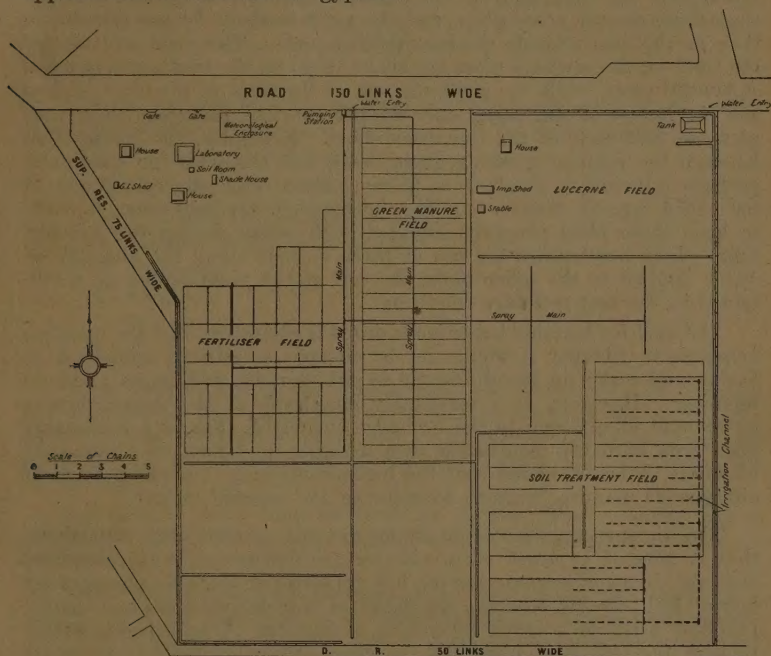 ROAD 150 LINKS WIDE
Water Entry
Water Entry
Gate
Gate
Meteorological
Enclosure
Pumping
Station
Tank
House
Laboratory
House
Soil Room
Shade House
G.I. Shed
House
Imp. Shed
LUCERNE FIELD
Stable
SUP. RES. 75 LINKS WIDE
GREEN MANURE
FIELD
Main
Spray
Main
Spray
Spray Main
FERTILISER FIELD
Scale of Chains
0 1 2 3 4 5
SOIL TREATMENT FIELD
Irrigation Channel
D. R. 50 LINKS WIDE